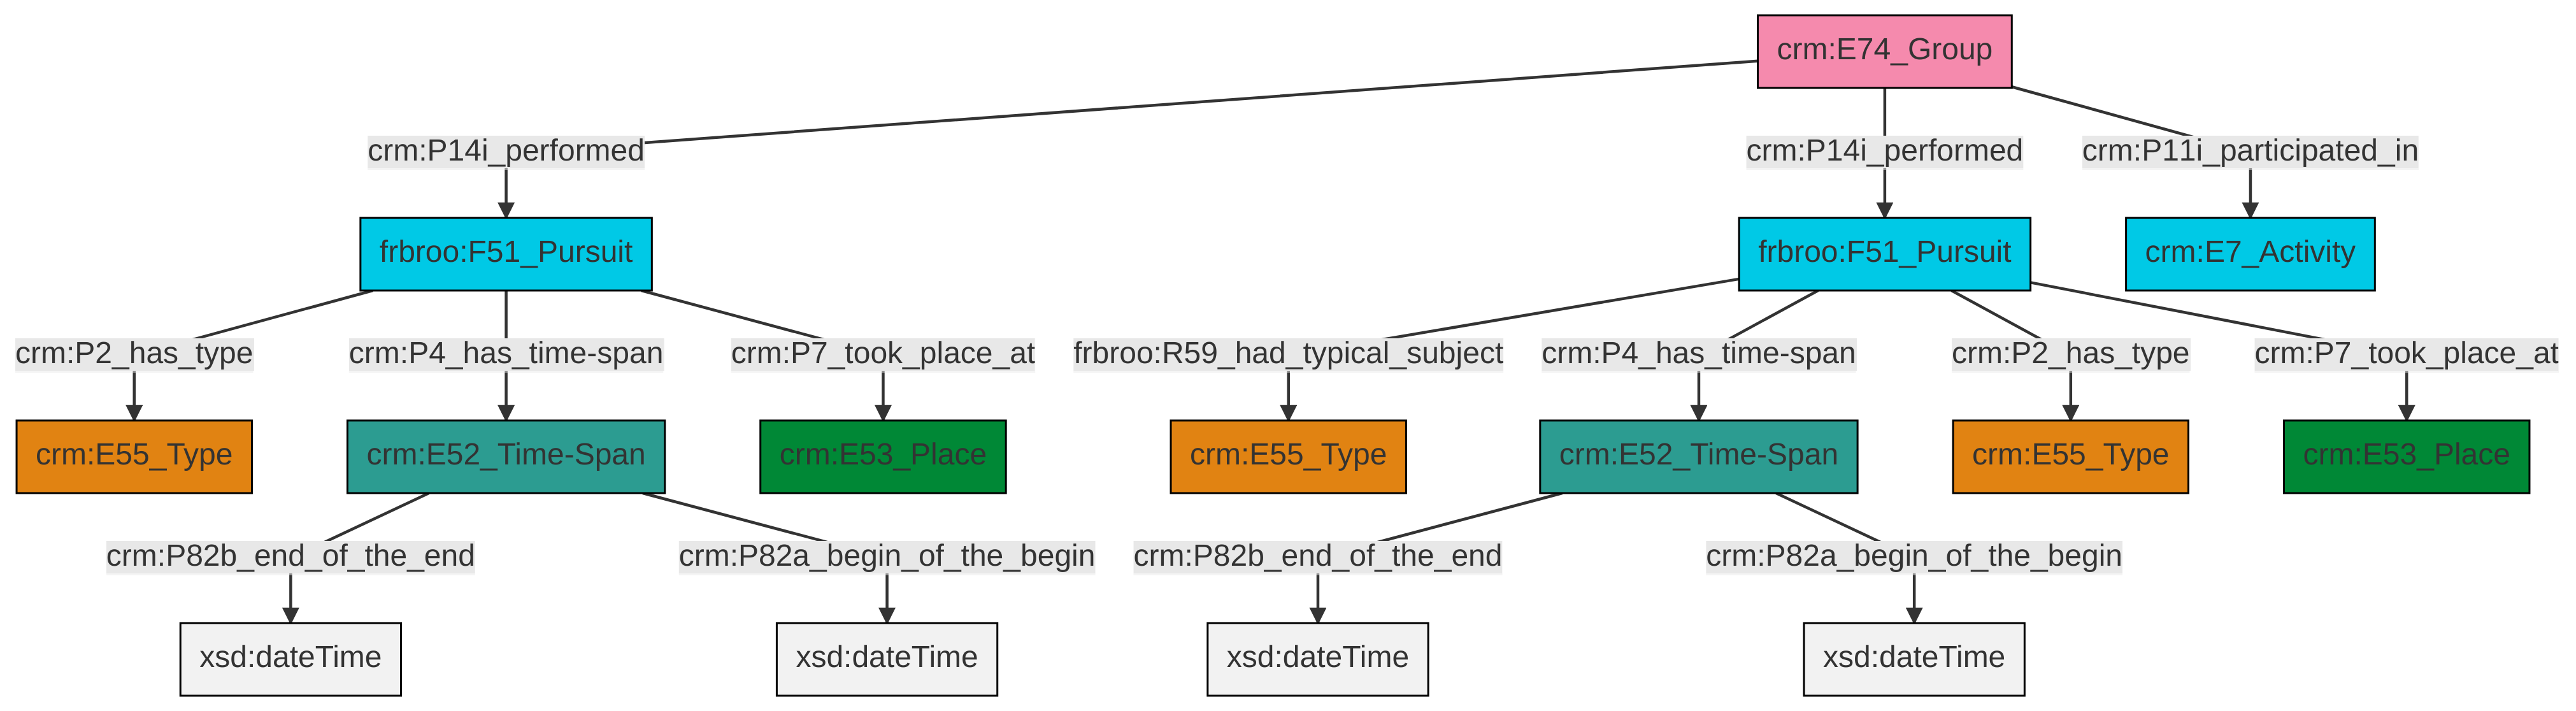 crm:E74_Group
crm:P14i_performed
crm:P14i_performed
crm:P11i_participated_in
frbroo:F51_Pursuit
frbroo:F51_Pursuit
crm:E7_Activity
crm:P2_has_type
crm:P4_has_time-span
crm:P7_took_place_at
frbroo:R59_had_typical_subject
crm:P4_has_time-span
crm:P2_has_type
crm:P7_took_place_at
crm:E55_Type
crm:E52_Time-Span
crm:E53_Place
crm:E55_Type
crm:E52_Time-Span
crm:E55_Type
crm:E53_Place
crm:P82b_end_of_the_end
crm:P82a_begin_of_the_begin
crm:P82b_end_of_the_end
crm:P82a_begin_of_the_begin
xsd:dateTime
xsd:dateTime
xsd:dateTime
xsd:dateTime